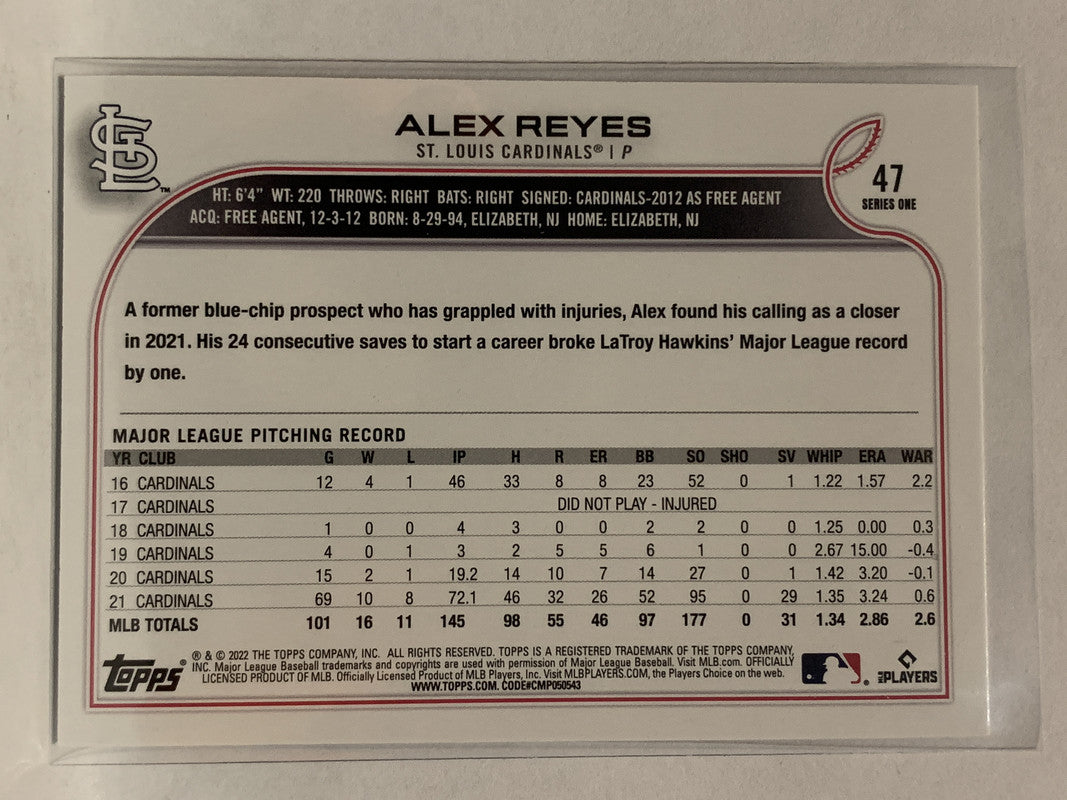 STL™
ALEX REYES
ST. LOUIS CARDINALS® | P
47
SERIES ONE
HT: 6'4" WT: 220 THROWS: RIGHT BATS: RIGHT SIGNED: CARDINALS-2012 AS FREE AGENT
ACQ: FREE AGENT, 12-3-12 BORN: 8-29-94, ELIZABETH, NJ HOME: ELIZABETH, NJ
A former blue-chip prospect who has grappled with injuries, Alex found his calling as a closer
in 2021. His 24 consecutive saves to start a career broke LaTroy Hawkins' Major League record
by one.
MAJOR LEAGUE PITCHING RECORD
YR CLUB G W L IP H R ER BB SO SHO SV WHIP ERA WAR
16 CARDINALS 12 4 1 46 33 8 8 23 52 0 1 1.22 1.57 2.2
17 CARDINALS DID NOT PLAY - INJURED
18 CARDINALS 1 0 0 4 3 0 0 2 2 0 0 1.25 0.00 0.3
19 CARDINALS 4 0 1 3 2 5 5 6 1 0 0 2.67 15.00 -0.4
20 CARDINALS 15 2 1 19.2 14 10 7 14 27 0 1 1.42 3.20 -0.1
21 CARDINALS 69 10 8 72.1 46 32 26 52 95 0 29 1.35 3.24 0.6
MLB TOTALS 101 16 11 145 98 55 46 97 177 0 31 1.34 2.86 2.6
topps®
® & © 2022 THE TOPPS COMPANY, INC. ALL RIGHTS RESERVED. TOPPS IS A REGISTERED TRADEMARK OF THE TOPPS COMPANY,
INC. Major League Baseball trademarks and copyrights are used with permission of Major League Baseball. Visit MLB.com. OFFICIALLY
LICENSED PRODUCT OF MLB. Officially Licensed Product of MLB Players, Inc. Visit MLBPLAYERS.COM, the Players Choice on the web.
WWW.TOPPS.COM. CODE#CMP050543
MLB PLAYERS